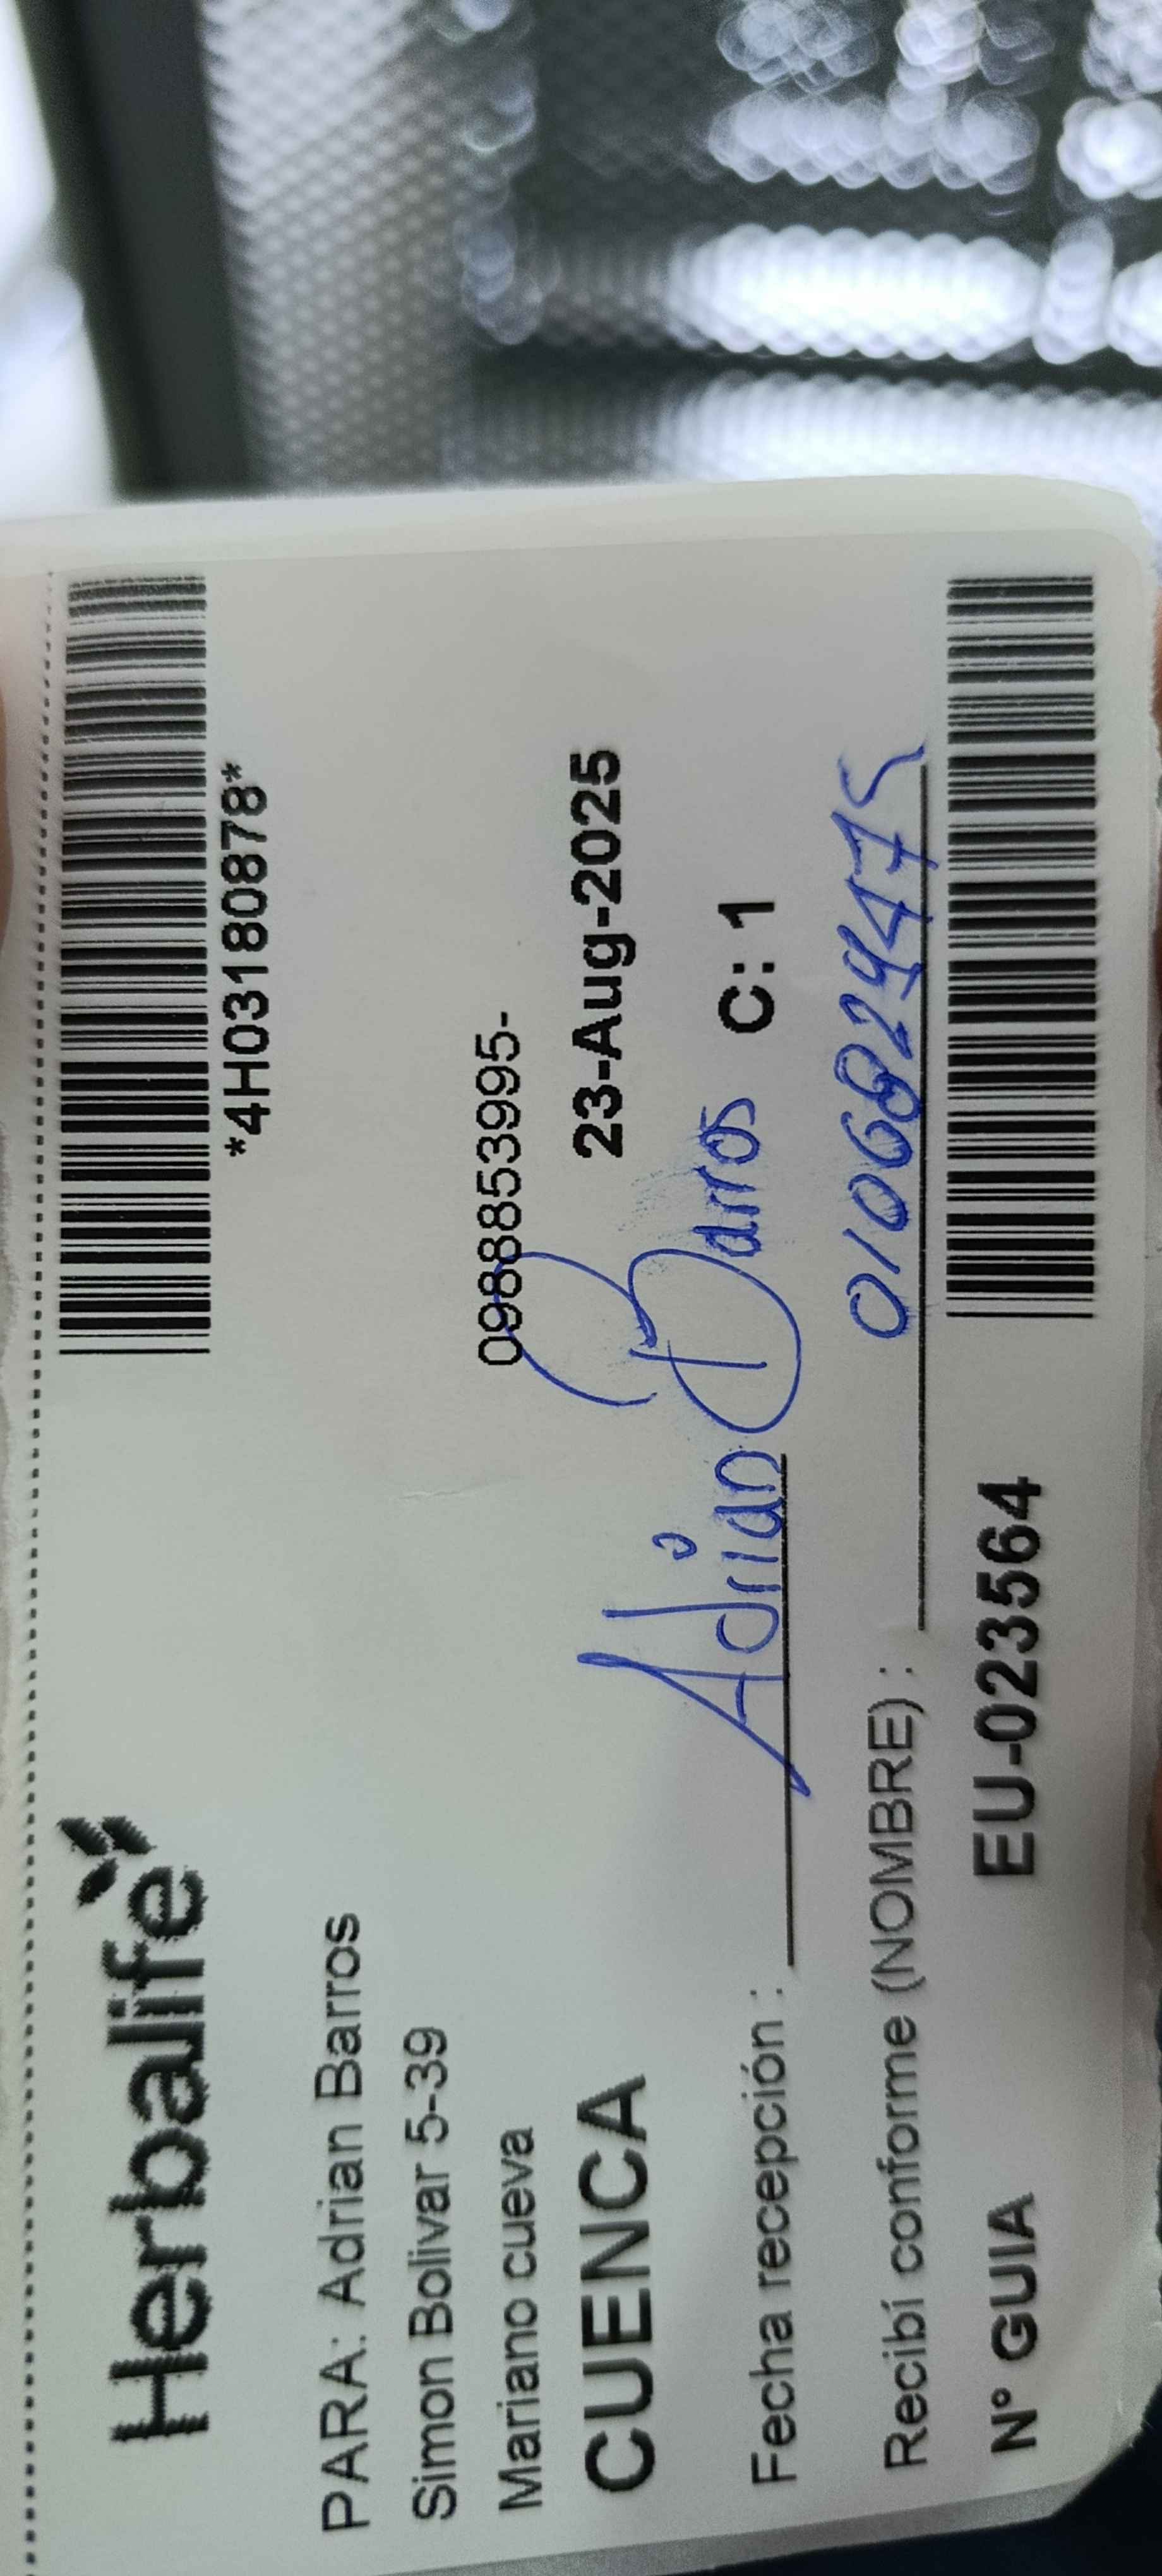 Herbalife
*4H03180878*
PARA: Adrian Barros
Simon Bolivar 5-39
Mariano cueva
0988853995-
CUENCA
23-Aug-2025
Fecha recepción : Adrian Barros C: 1
Recibí conforme (NOMBRE) : 0106829475
N° GUIA EU-023564